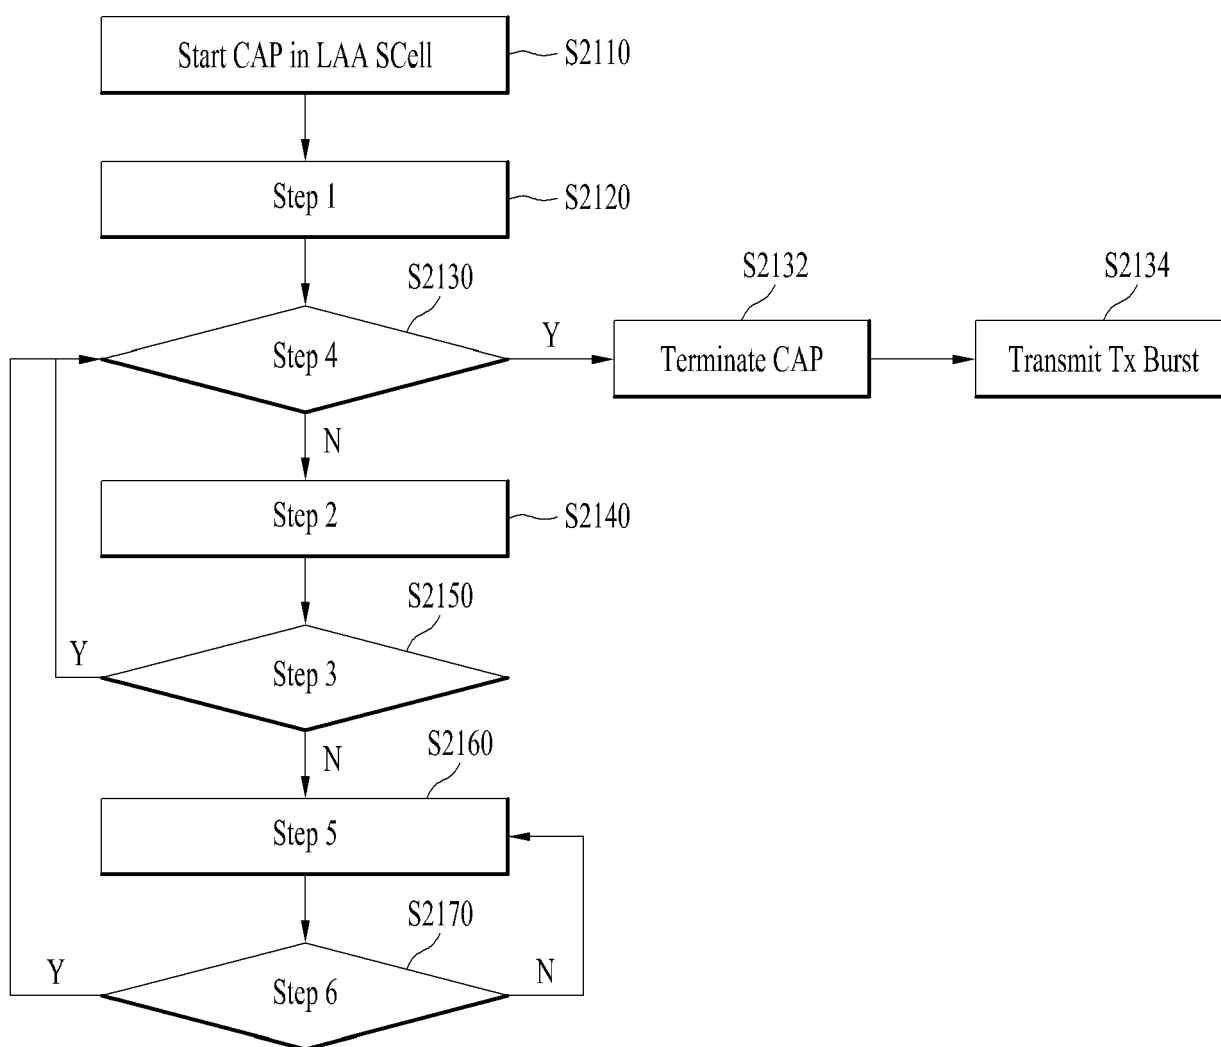 Start CAP in LAA SCell
S2110
Step 1
S2120
S2130
S2132
S2134
Step 4
Y
Terminate CAP
Transmit Tx Burst
N
Step 2
S2140
S2150
Y
Step 3
N
S2160
Step 5
S2170
Y
Step 6
N